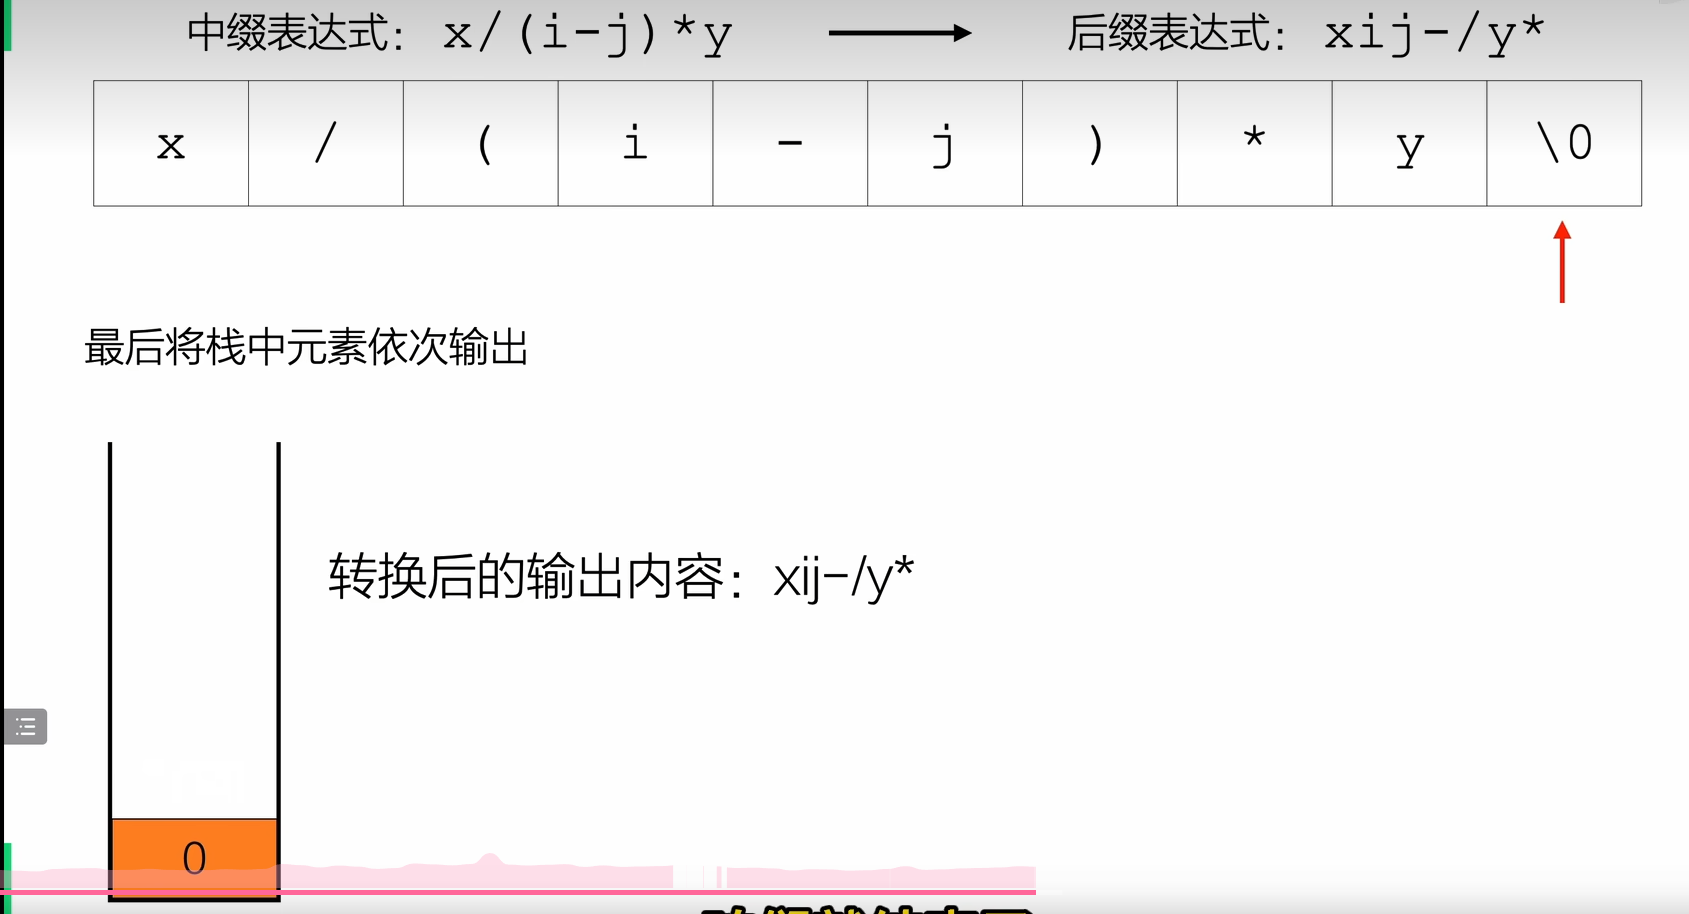 中缀表达式: x/(i-j)*y 后缀表达式: xij-/y*
x / ( i - j ) * y \0
最后将栈中元素依次输出
转换后的输出内容: xij-/y*
0